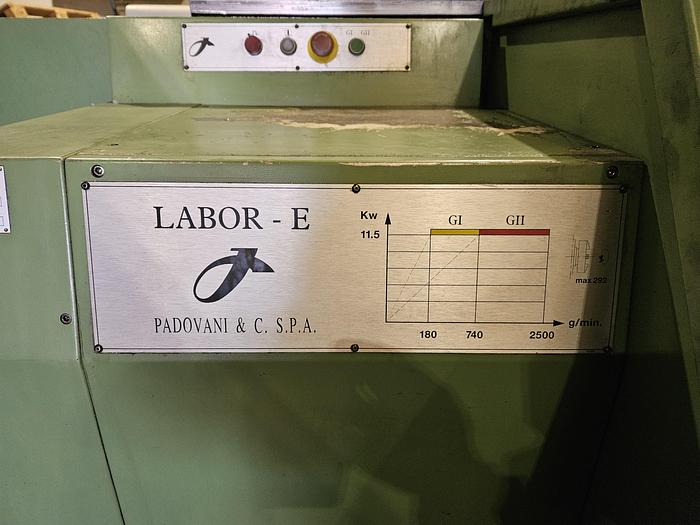 GI GII
LABOR - E
PADOVANI & C. S.P.A.
Kw
11.5
GI GII
max 292
180 740 2500 g/min.